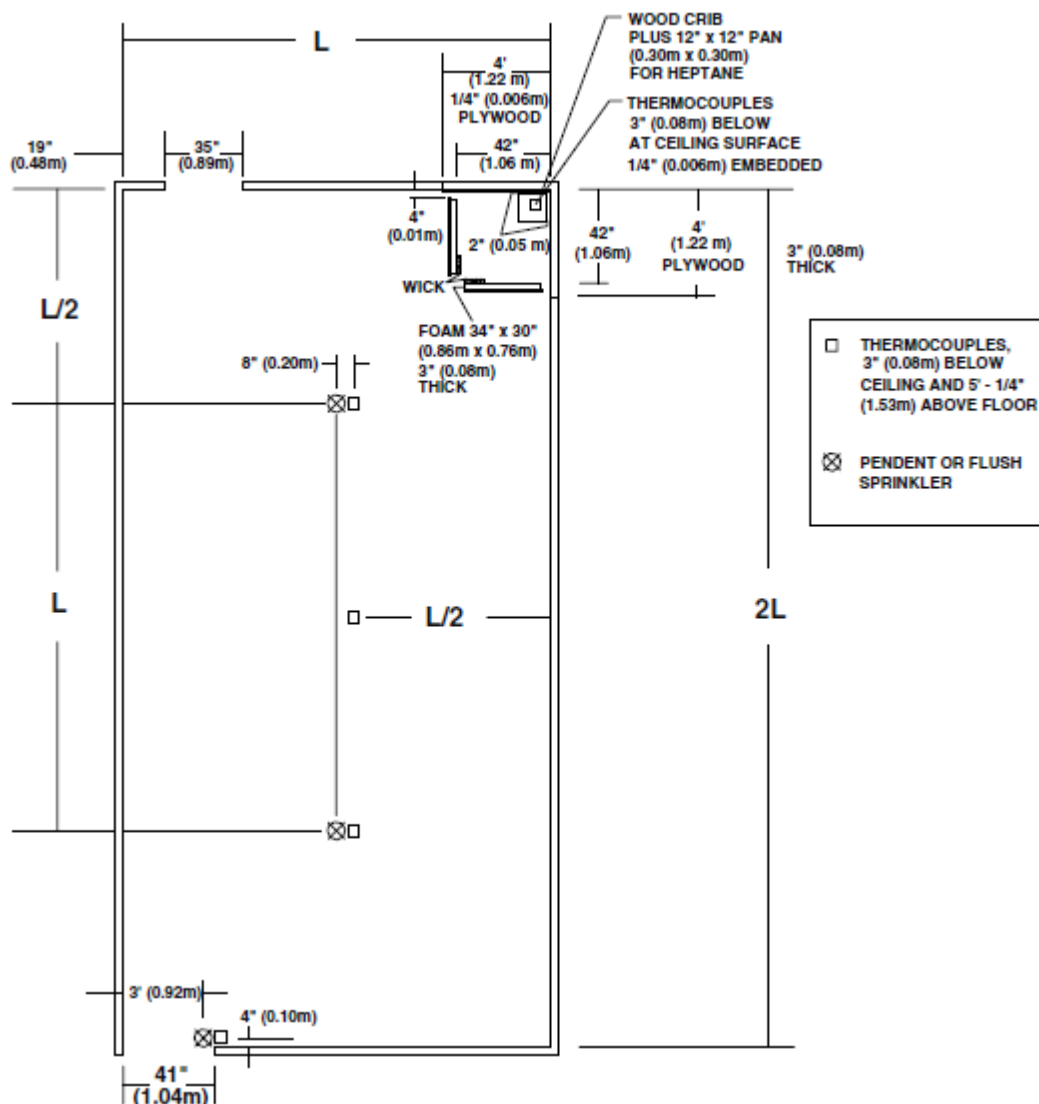 L
WOOD CRIB
PLUS 12" x 12" PAN
(0.30m x 0.30m)
FOR HEPTANE
4'
(1.22 m)
1/4" (0.006m)
PLYWOOD
THERMOCOUPLES
3" (0.08m) BELOW
AT CEILING SURFACE
1/4" (0.006m) EMBEDDED
19"
(0.48m)
35"
(0.89m)
42"
(1.06 m)
4"
(0.01m)
2" (0.05 m)
42"
(1.06m)
4'
(1.22 m)
PLYWOOD
3" (0.08m)
THICK
WICK
L/2
FOAM 34" x 30"
(0.86m x 0.76m)
3" (0.08m)
THICK
8" (0.20m)
THERMOCOUPLES,
3" (0.08m) BELOW
CEILING AND 5' - 1/4"
(1.53m) ABOVE FLOOR
PENDENT OR FLUSH
SPRINKLER
L
L/2
2L
3' (0.92m)
4" (0.10m)
41"
(1.04m)